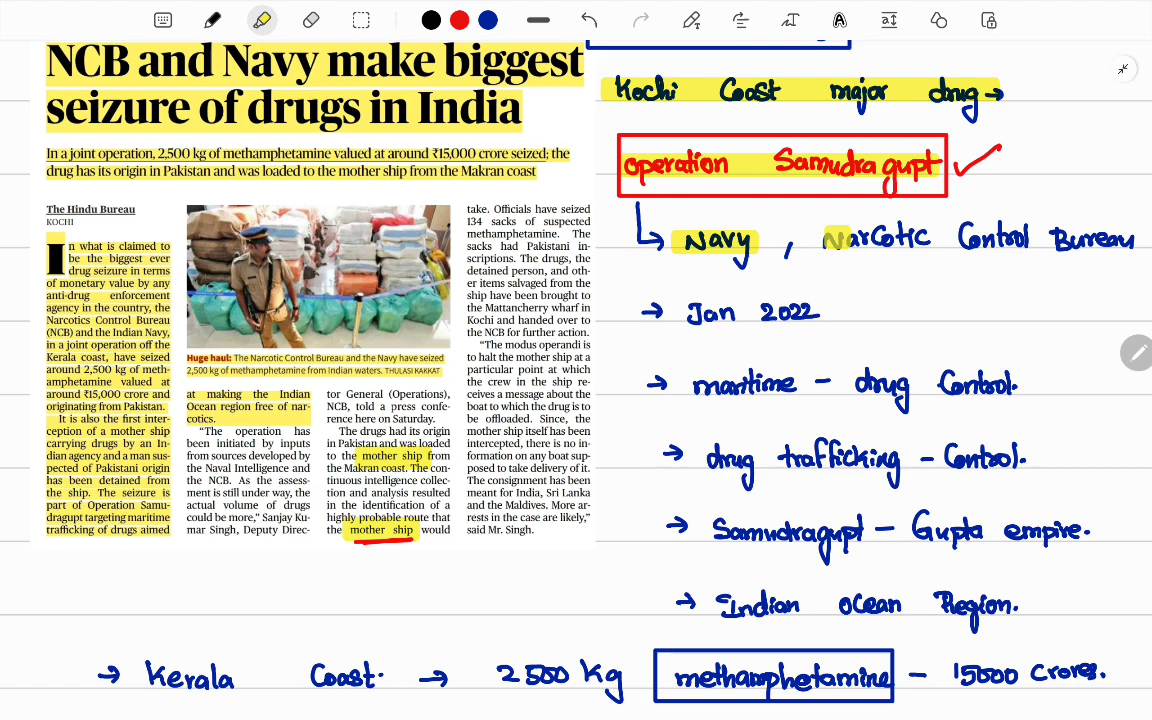 NCB and Navy make biggest
seizure of drugs in India
In a joint operation, 2,500 kg of methamphetamine valued at around ₹15,000 crore seized; the
drug has its origin in Pakistan and was loaded to the mother ship from the Makran coast
The Hindu Bureau
KOCHI
In what is claimed to
be the biggest ever
drug seizure in terms
of monetary value by any
anti-drug enforcement
agency in the country, the
Narcotics Control Bureau
(NCB) and the Indian Navy,
in a joint operation off the
Kerala coast, have seized
around 2,500 kg of meth-
amphetamine valued at
around ₹15,000 crore and
originating from Pakistan.
It is also the first inter-
ception of a mother ship
carrying drugs by an In-
dian agency and a man sus-
pected of Pakistani origin
has been detained from
the ship. The seizure is
part of Operation Samu-
dragupt targeting maritime
trafficking of drugs aimed
Huge haul: The Narcotic Control Bureau and the Navy have seized
2,500 kg of methamphetamine from Indian waters. THULASI KAKKAT
at making the Indian
Ocean region free of nar-
cotics.
“The operation has
been initiated by inputs
from sources developed by
the Naval Intelligence and
the NCB. As the assess-
ment is still under way, the
actual volume of drugs
could be more,” Sanjay Ku-
mar Singh, Deputy Direc-
tor General (Operations),
NCB, told a press confe-
rence here on Saturday.
The drugs had its origin
in Pakistan and was loaded
to the mother ship from
the Makran coast. The con-
tinuous intelligence collec-
tion and analysis resulted
in the identification of a
highly probable route that
the mother ship would
take. Officials have seized
134 sacks of suspected
methamphetamine. The
sacks had Pakistani in-
scriptions. The drugs, the
detained person, and oth-
er items salvaged from the
ship have been brought to
the Mattancherry wharf in
Kochi and handed over to
the NCB for further action.
“The modus operandi is
to halt the mother ship at a
particular point at which
the crew in the ship re-
ceives a message about the
boat to which the drug is to
be offloaded. Since, the
mother ship itself has been
intercepted, there is no in-
formation on any boat sup-
posed to take delivery of it.
The consignment has been
meant for India, Sri Lanka
and the Maldives. More ar-
rests in the case are likely,”
said Mr. Singh.
Kochi Coast major drug →
operation Samudragupt ✓
Navy , Narcotic Control Bureau
→ Jan 2022
→ maritime - drug Control.
→ drug trafficking - Control.
→ Samudragupt - Gupta empire.
→ Indian Ocean Region.
→ Kerala Coast. → 2500 Kg methamphetamine - 15000 Crores.